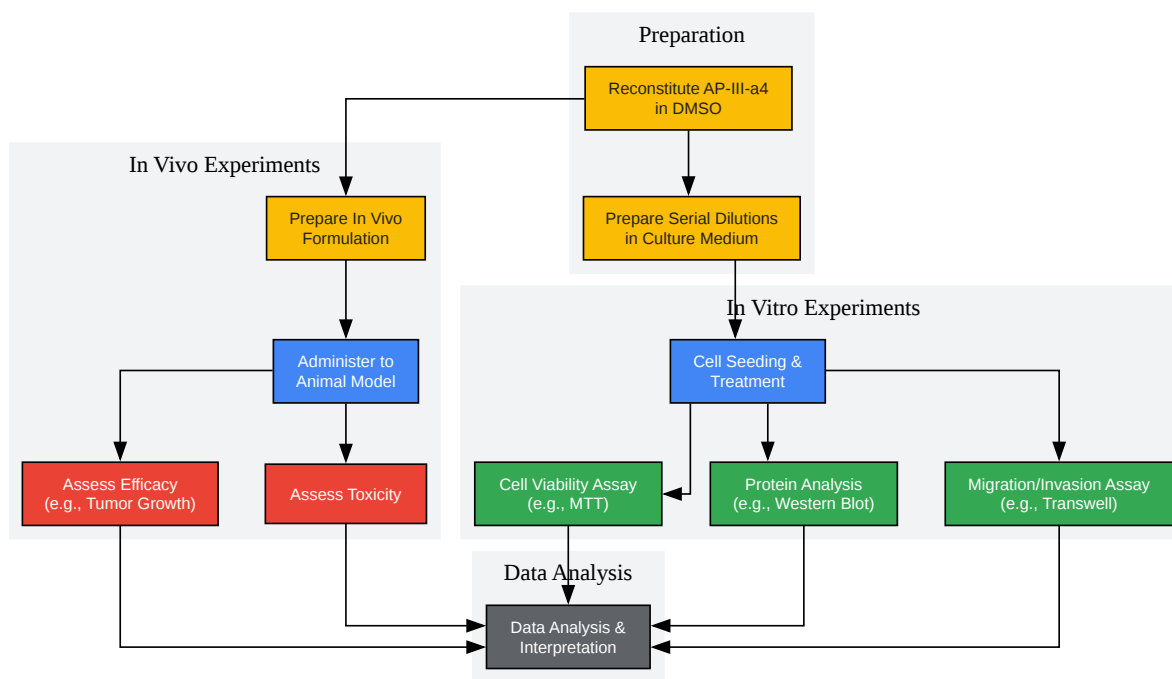 Preparation
Reconstitute AP-III-a4
in DMSO
In Vivo Experiments
Prepare In Vivo
Formulation
Prepare Serial Dilutions
in Culture Medium
In Vitro Experiments
Administer to
Animal Model
Cell Seeding &
Treatment
Assess Efficacy
(e.g., Tumor Growth)
Assess Toxicity
Cell Viability Assay
(e.g., MTT)
Protein Analysis
(e.g., Western Blot)
Migration/Invasion Assay
(e.g., Transwell)
Data Analysis
Data Analysis &
Interpretation